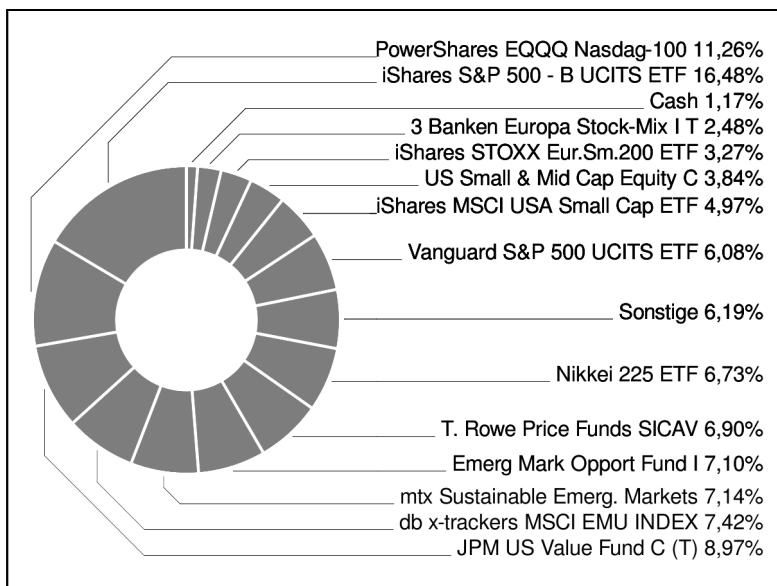 PowerShares EQQQ Nasdag-100 11,26%
iShares S&P 500 - B UCITS ETF 16,48%
Cash 1,17%
3 Banken Europa Stock-Mix I T 2,48%
iShares STOXX Eur.Sm.200 ETF 3,27%
US Small & Mid Cap Equity C 3,84%
iShares MSCI USA Small Cap ETF 4,97%
Vanguard S&P 500 UCITS ETF 6,08%
Sonstige 6,19%
Nikkei 225 ETF 6,73%
T. Rowe Price Funds SICAV 6,90%
Emerg Mark Opport Fund I 7,10%
mtx Sustainable Emerg. Markets 7,14%
db x-trackers MSCI EMU INDEX 7,42%
JPM US Value Fund C (T) 8,97%